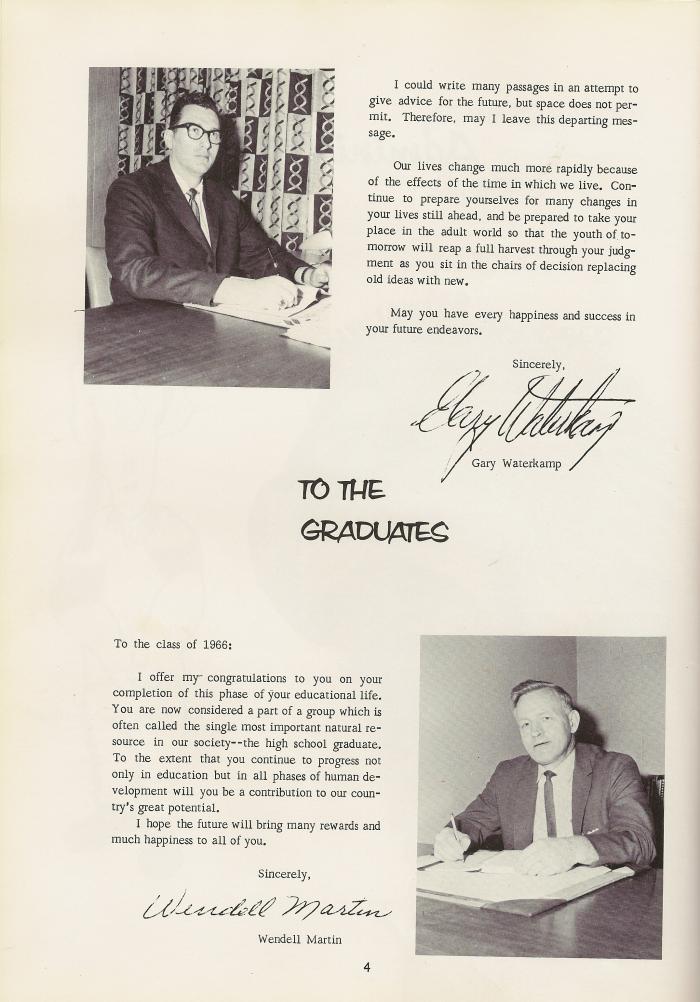 I could write many passages in an attempt to
give advice for the future, but space does not per-
mit. Therefore, may I leave this departing mes-
sage.
Our lives change much more rapidly because
of the effects of the time in which we live. Con-
tinue to prepare yourselves for many changes in
your lives still ahead, and be prepared to take your
place in the adult world so that the youth of to-
morrow will reap a full harvest through your judg-
ment as you sit in the chairs of decision replacing
old ideas with new.
May you have every happiness and success in
your future endeavors.
Sincerely,
Gary Waterkamp
Gary Waterkamp
TO THE
GRADUATES
To the class of 1966:
I offer my congratulations to you on your
completion of this phase of your educational life.
You are now considered a part of a group which is
often called the single most important natural re-
source in our society--the high school graduate.
To the extent that you continue to progress not
only in education but in all phases of human de-
velopment will you be a contribution to our coun-
try's great potential.
I hope the future will bring many rewards and
much happiness to all of you.
Sincerely,
Wendell Martin
Wendell Martin
4